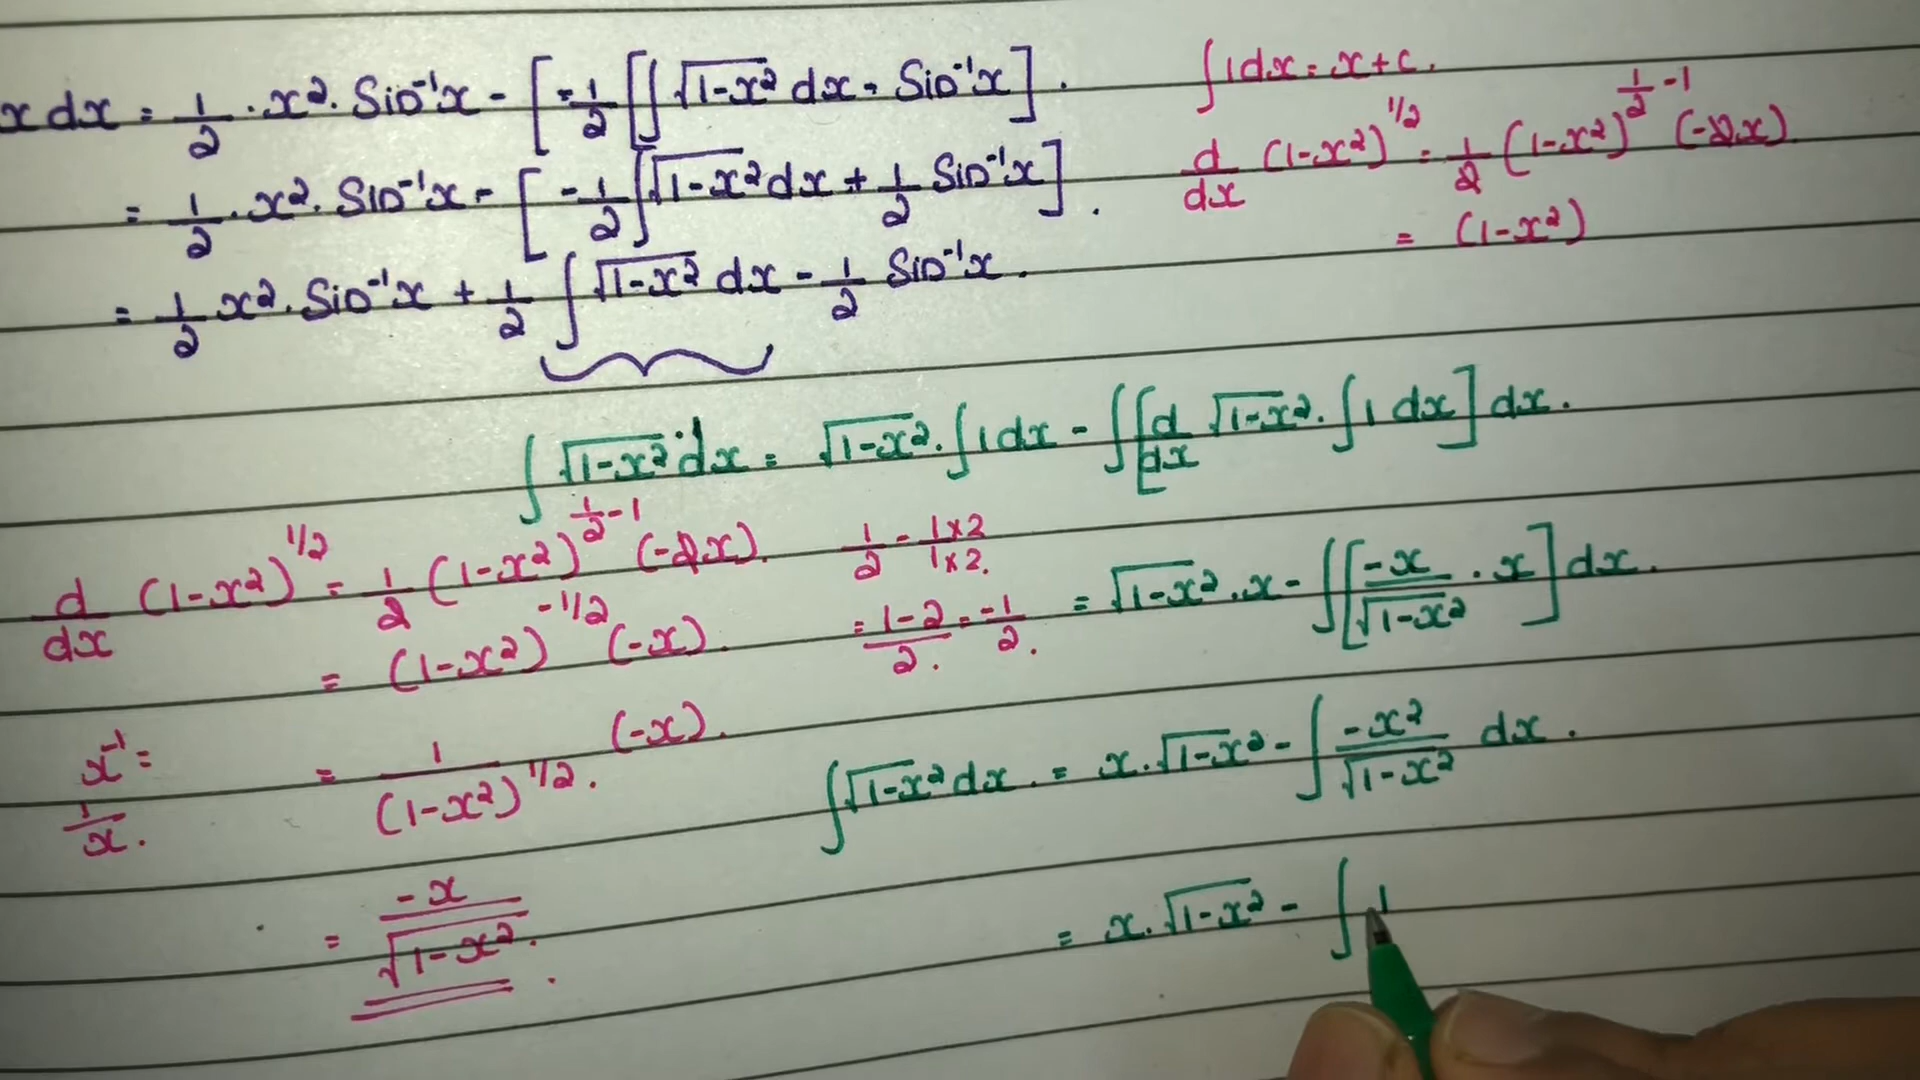 x dx = 1/2 · x². Sin⁻¹x - [-1/2 [∫ √1-x² dx - Sin⁻¹x] .
= 1/2 · x². Sin⁻¹x - [-1/2 ∫ √1-x² dx + 1/2 Sin⁻¹x] .
= 1/2 x². Sin⁻¹x + 1/2 ∫ √1-x² dx - 1/2 Sin⁻¹x .
∫ 1 dx = x + c .
d/dx (1-x²)^1/2 = 1/2 (1-x²)^1/2-1 (-2x)
= (1-x²)
∫ √1-x² · 1 dx = √1-x² . ∫ 1 dx - ∫ [d/dx √1-x² . ∫ 1 dx] dx .
d/dx (1-x²)^1/2 = 1/2 (1-x²)^1/2-1 (-2x) .
= (1-x²)^-1/2 (-x) .
= 1/(1-x²)^1/2 . (-x) .
= -x/√1-x² .
x⁻¹ =
1/x .
1/2 - 1×2/1×2 .
= 1-2/2 . = -1/2 .
= √1-x² . x - ∫ [-x/√1-x² · x] dx .
∫ √1-x² dx . = x . √1-x² - ∫ -x²/√1-x² dx .
= x . √1-x² - ∫ 1